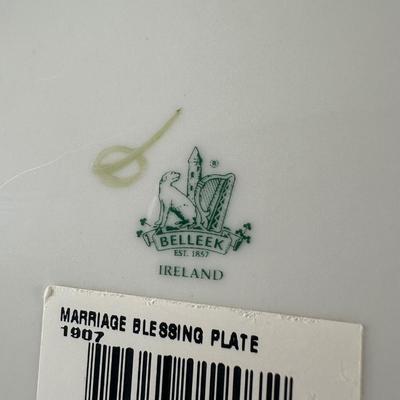 ®
BELLEEK
EST. 1857
IRELAND
MARRIAGE BLESSING PLATE
1907